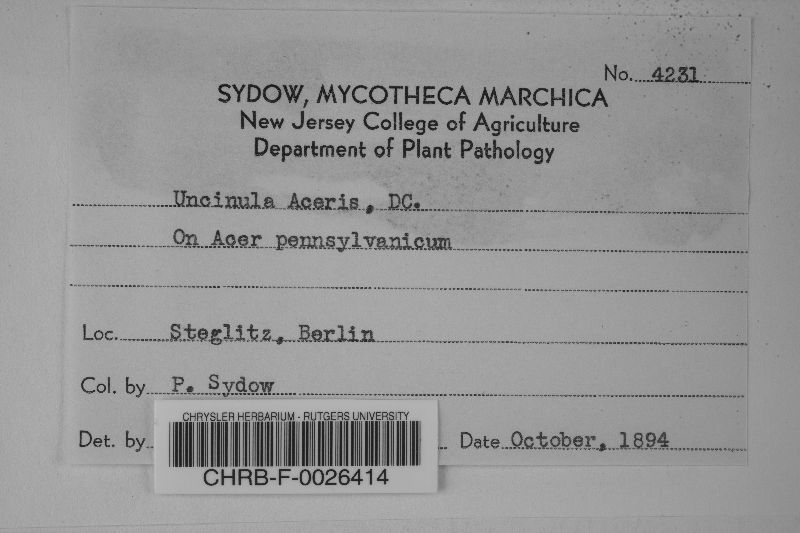 No. 4231
SYDOW, MYCOTHECA MARCHICA
New Jersey College of Agriculture
Department of Plant Pathology
Uncinula Aceris, DC.
On Acer pennsylvanicum
Loc. Steglitz, Berlin
Col. by P. Sydow
Det. by Date October, 1894
CHRYSLER HERBARIUM - RUTGERS UNIVERSITY
CHRB-F-0026414